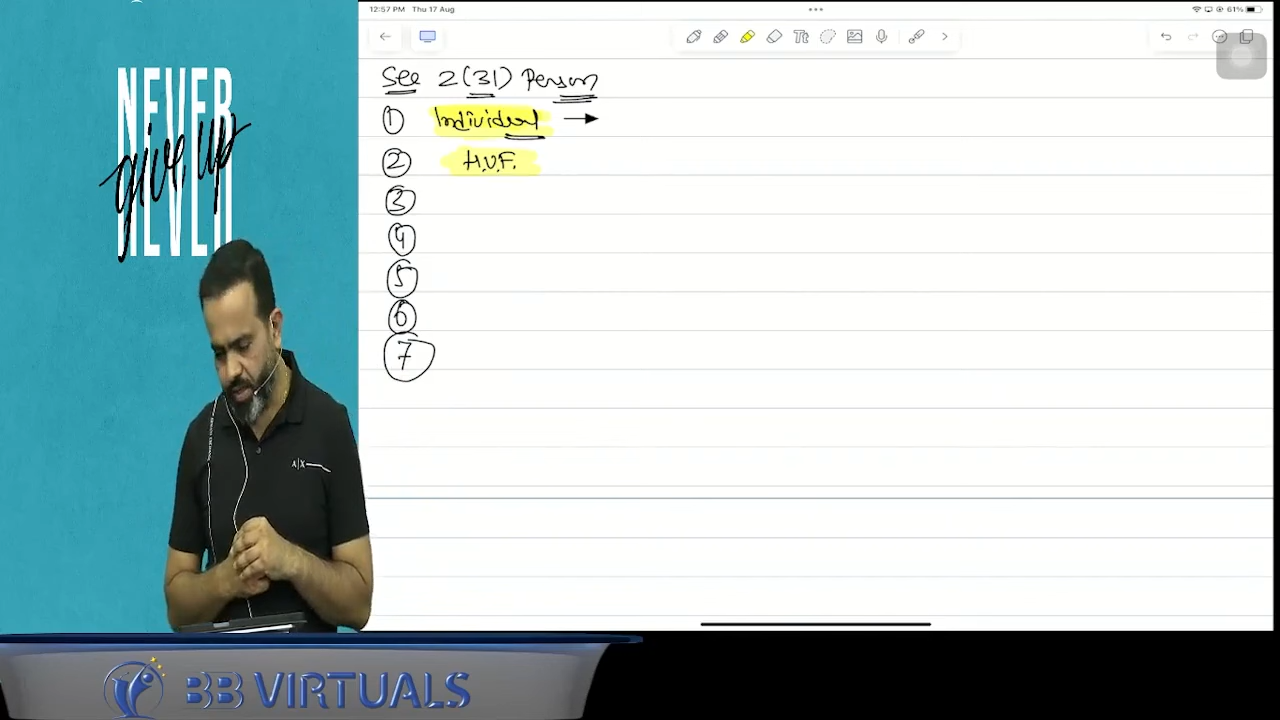 12:57 PM Thu 17 Aug
61%
NEVER
give up
NEVER
See 2(31) Person
① Individual →
② H.U.F.
③
④
⑤
⑥
⑦
A|X
BB VIRTUALS